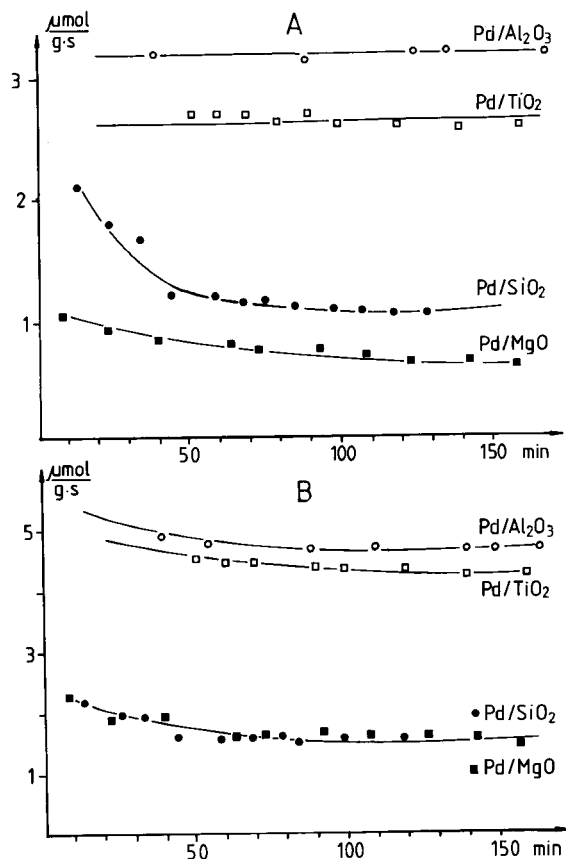 μmol
g·s
A
Pd/Al₂O₃
3
Pd/TiO₂
2
Pd/SiO₂
1
Pd/MgO
50
100
150
min
μmol
g·s
B
5
Pd/Al₂O₃
Pd/TiO₂
3
Pd/SiO₂
Pd/MgO
1
50
100
150
min